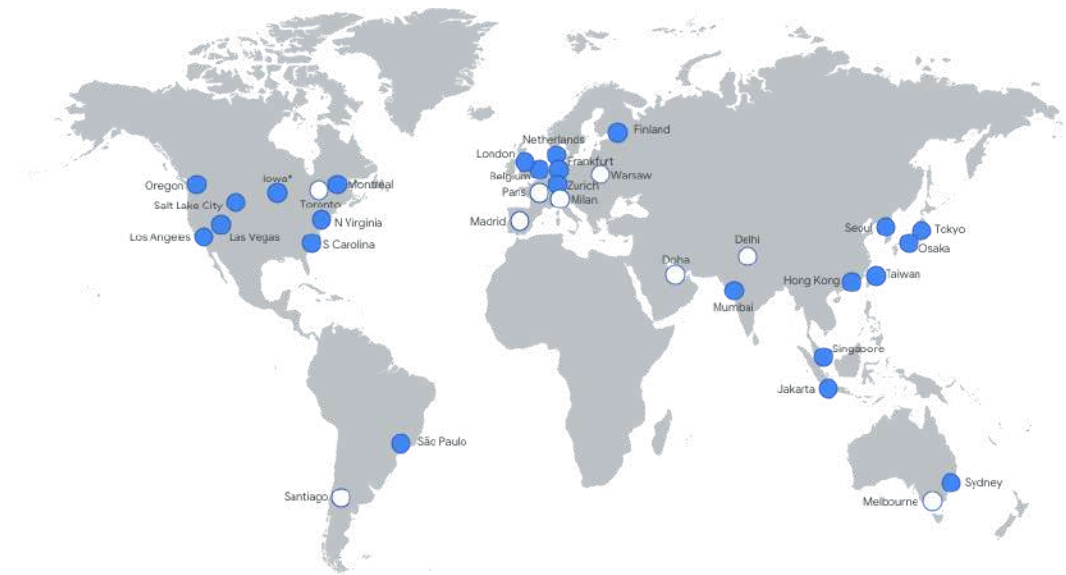 Finland
Netherlands
London
Frankfurt
Belgium
Warsaw
Oregon
Iowa*
Montréal
Zurich
Paris
Milan
Salt Lake City
Toronto
Madrid
N Virginia
Los Angeles
Las Vegas
S Carolina
Seoul
Tokyo
Delhi
Osaka
Doha
Taiwan
Hong Kong
Mumbai
Singapore
Jakarta
São Paulo
Sydney
Santiago
Melbourne